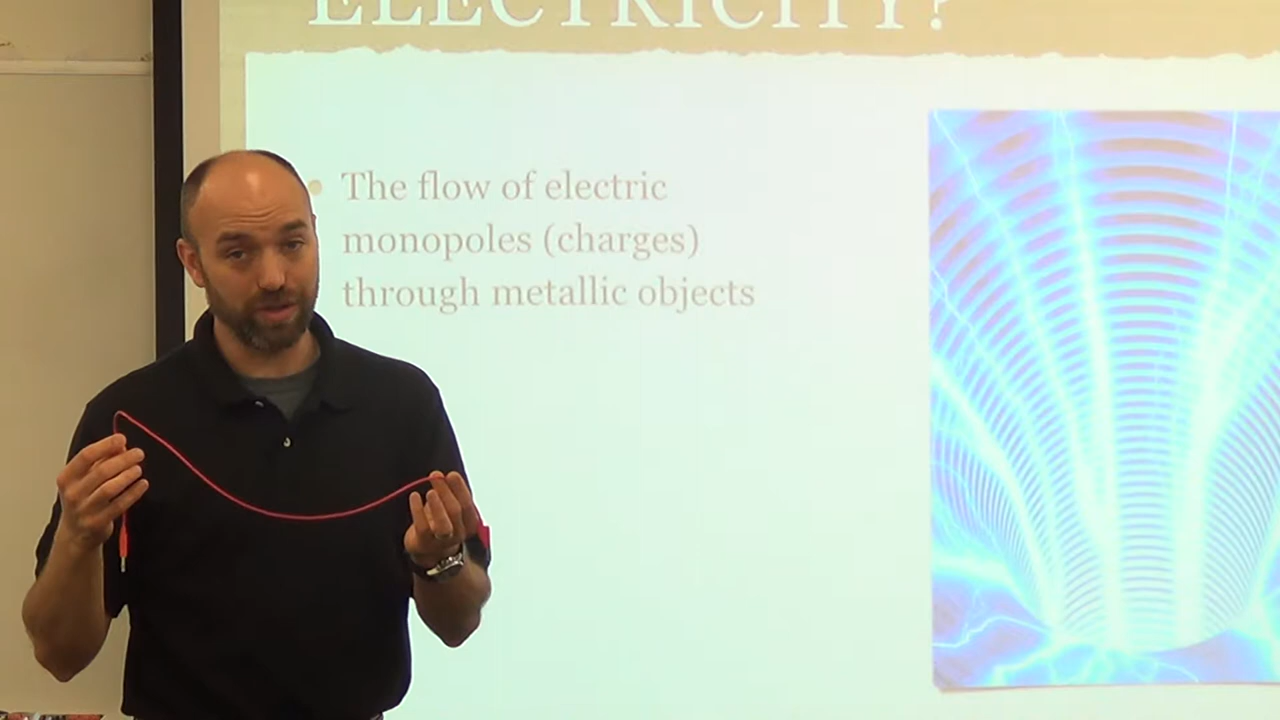 ELECTRICITY?
The flow of electric
monopoles (charges)
through metallic objects